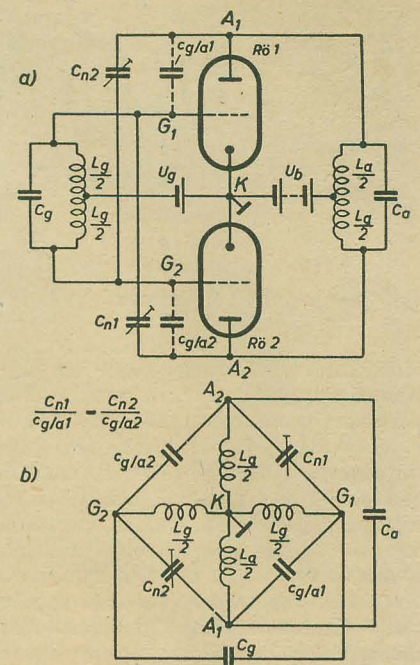 a)
A₁
Rö 1
Cn2
cg/a1
G₁
Lg/2
Lg/2
Cg
Ug
K
Ub
La/2
La/2
Ca
G₂
Cn1
cg/a2
Rö 2
A₂
Cn1/cg/a1 = Cn2/cg/a2
b)
A₂
cg/a2
Cn1
La/2
G₂
K
G₁
Lg/2
Lg/2
Ca
La/2
Cn2
cg/a1
A₁
Cg